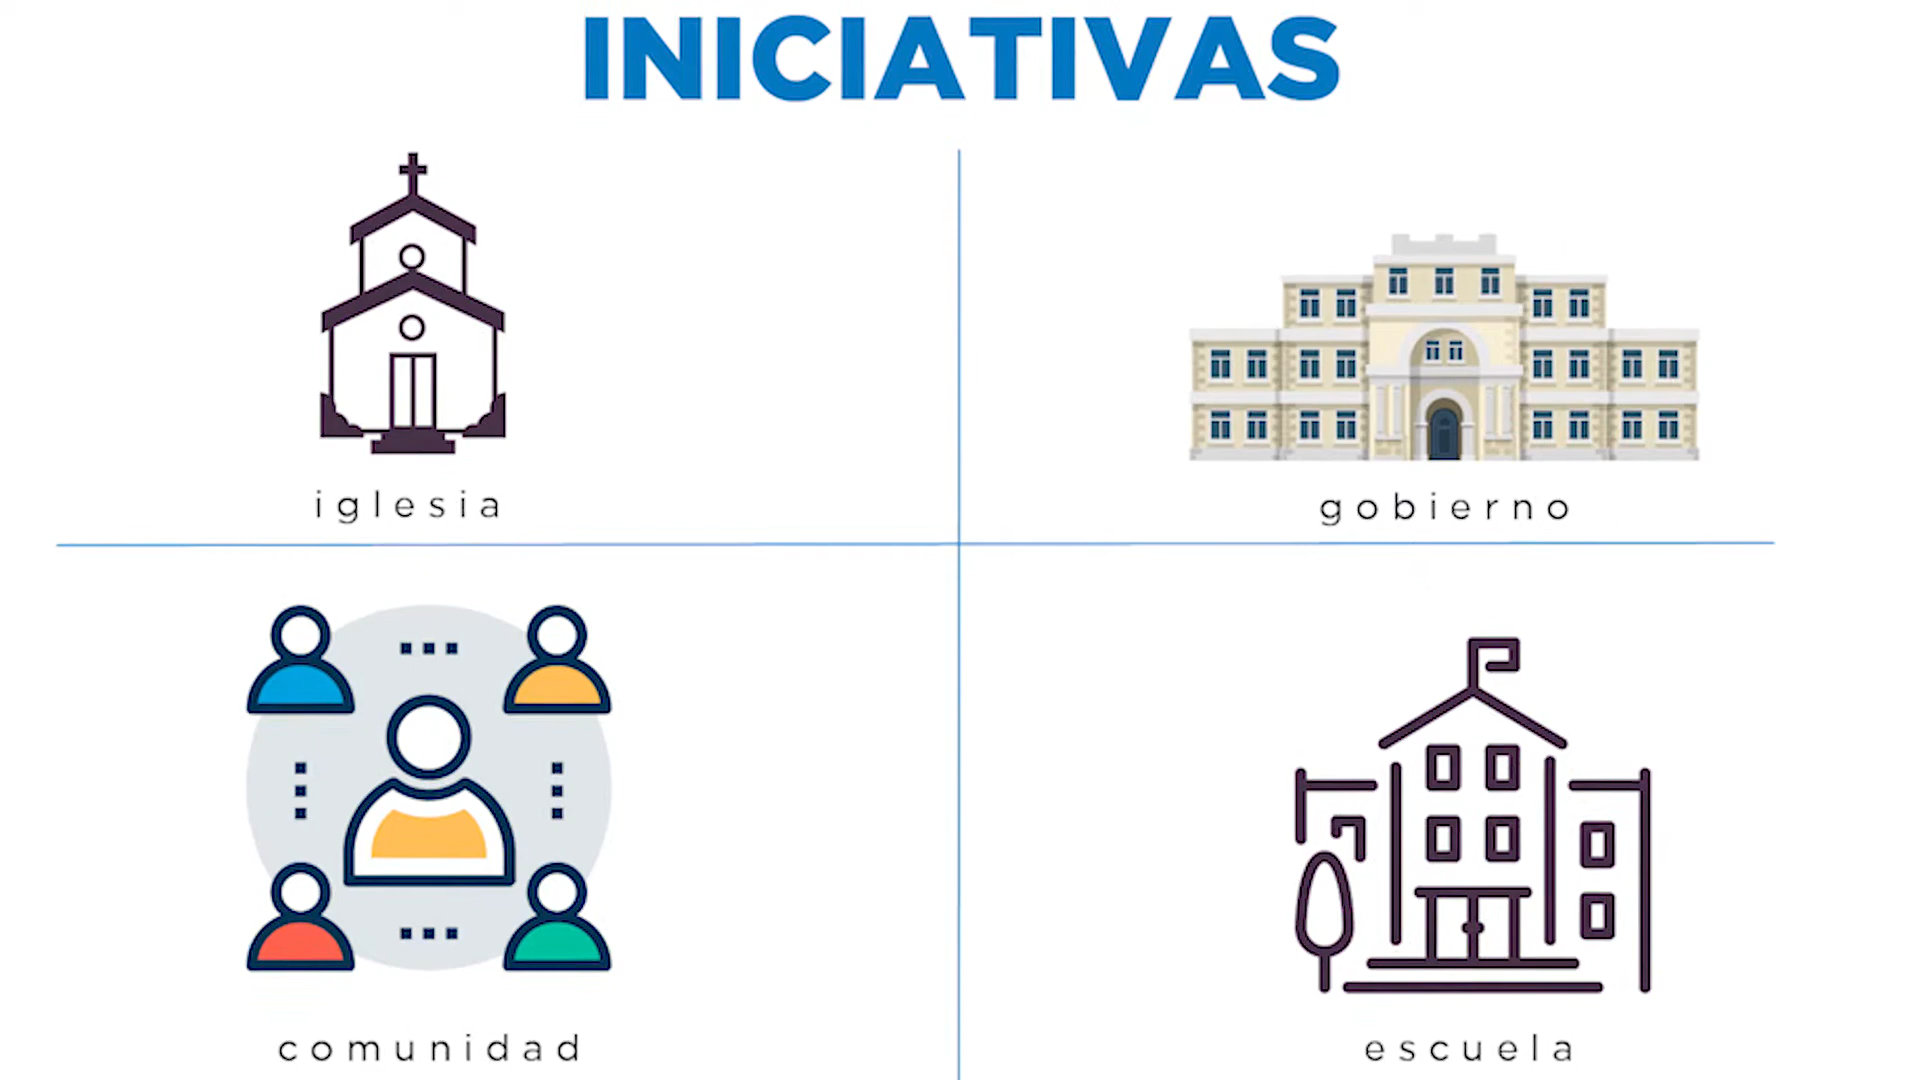 INICIATIVAS
iglesia
gobierno
comunidad
escuela